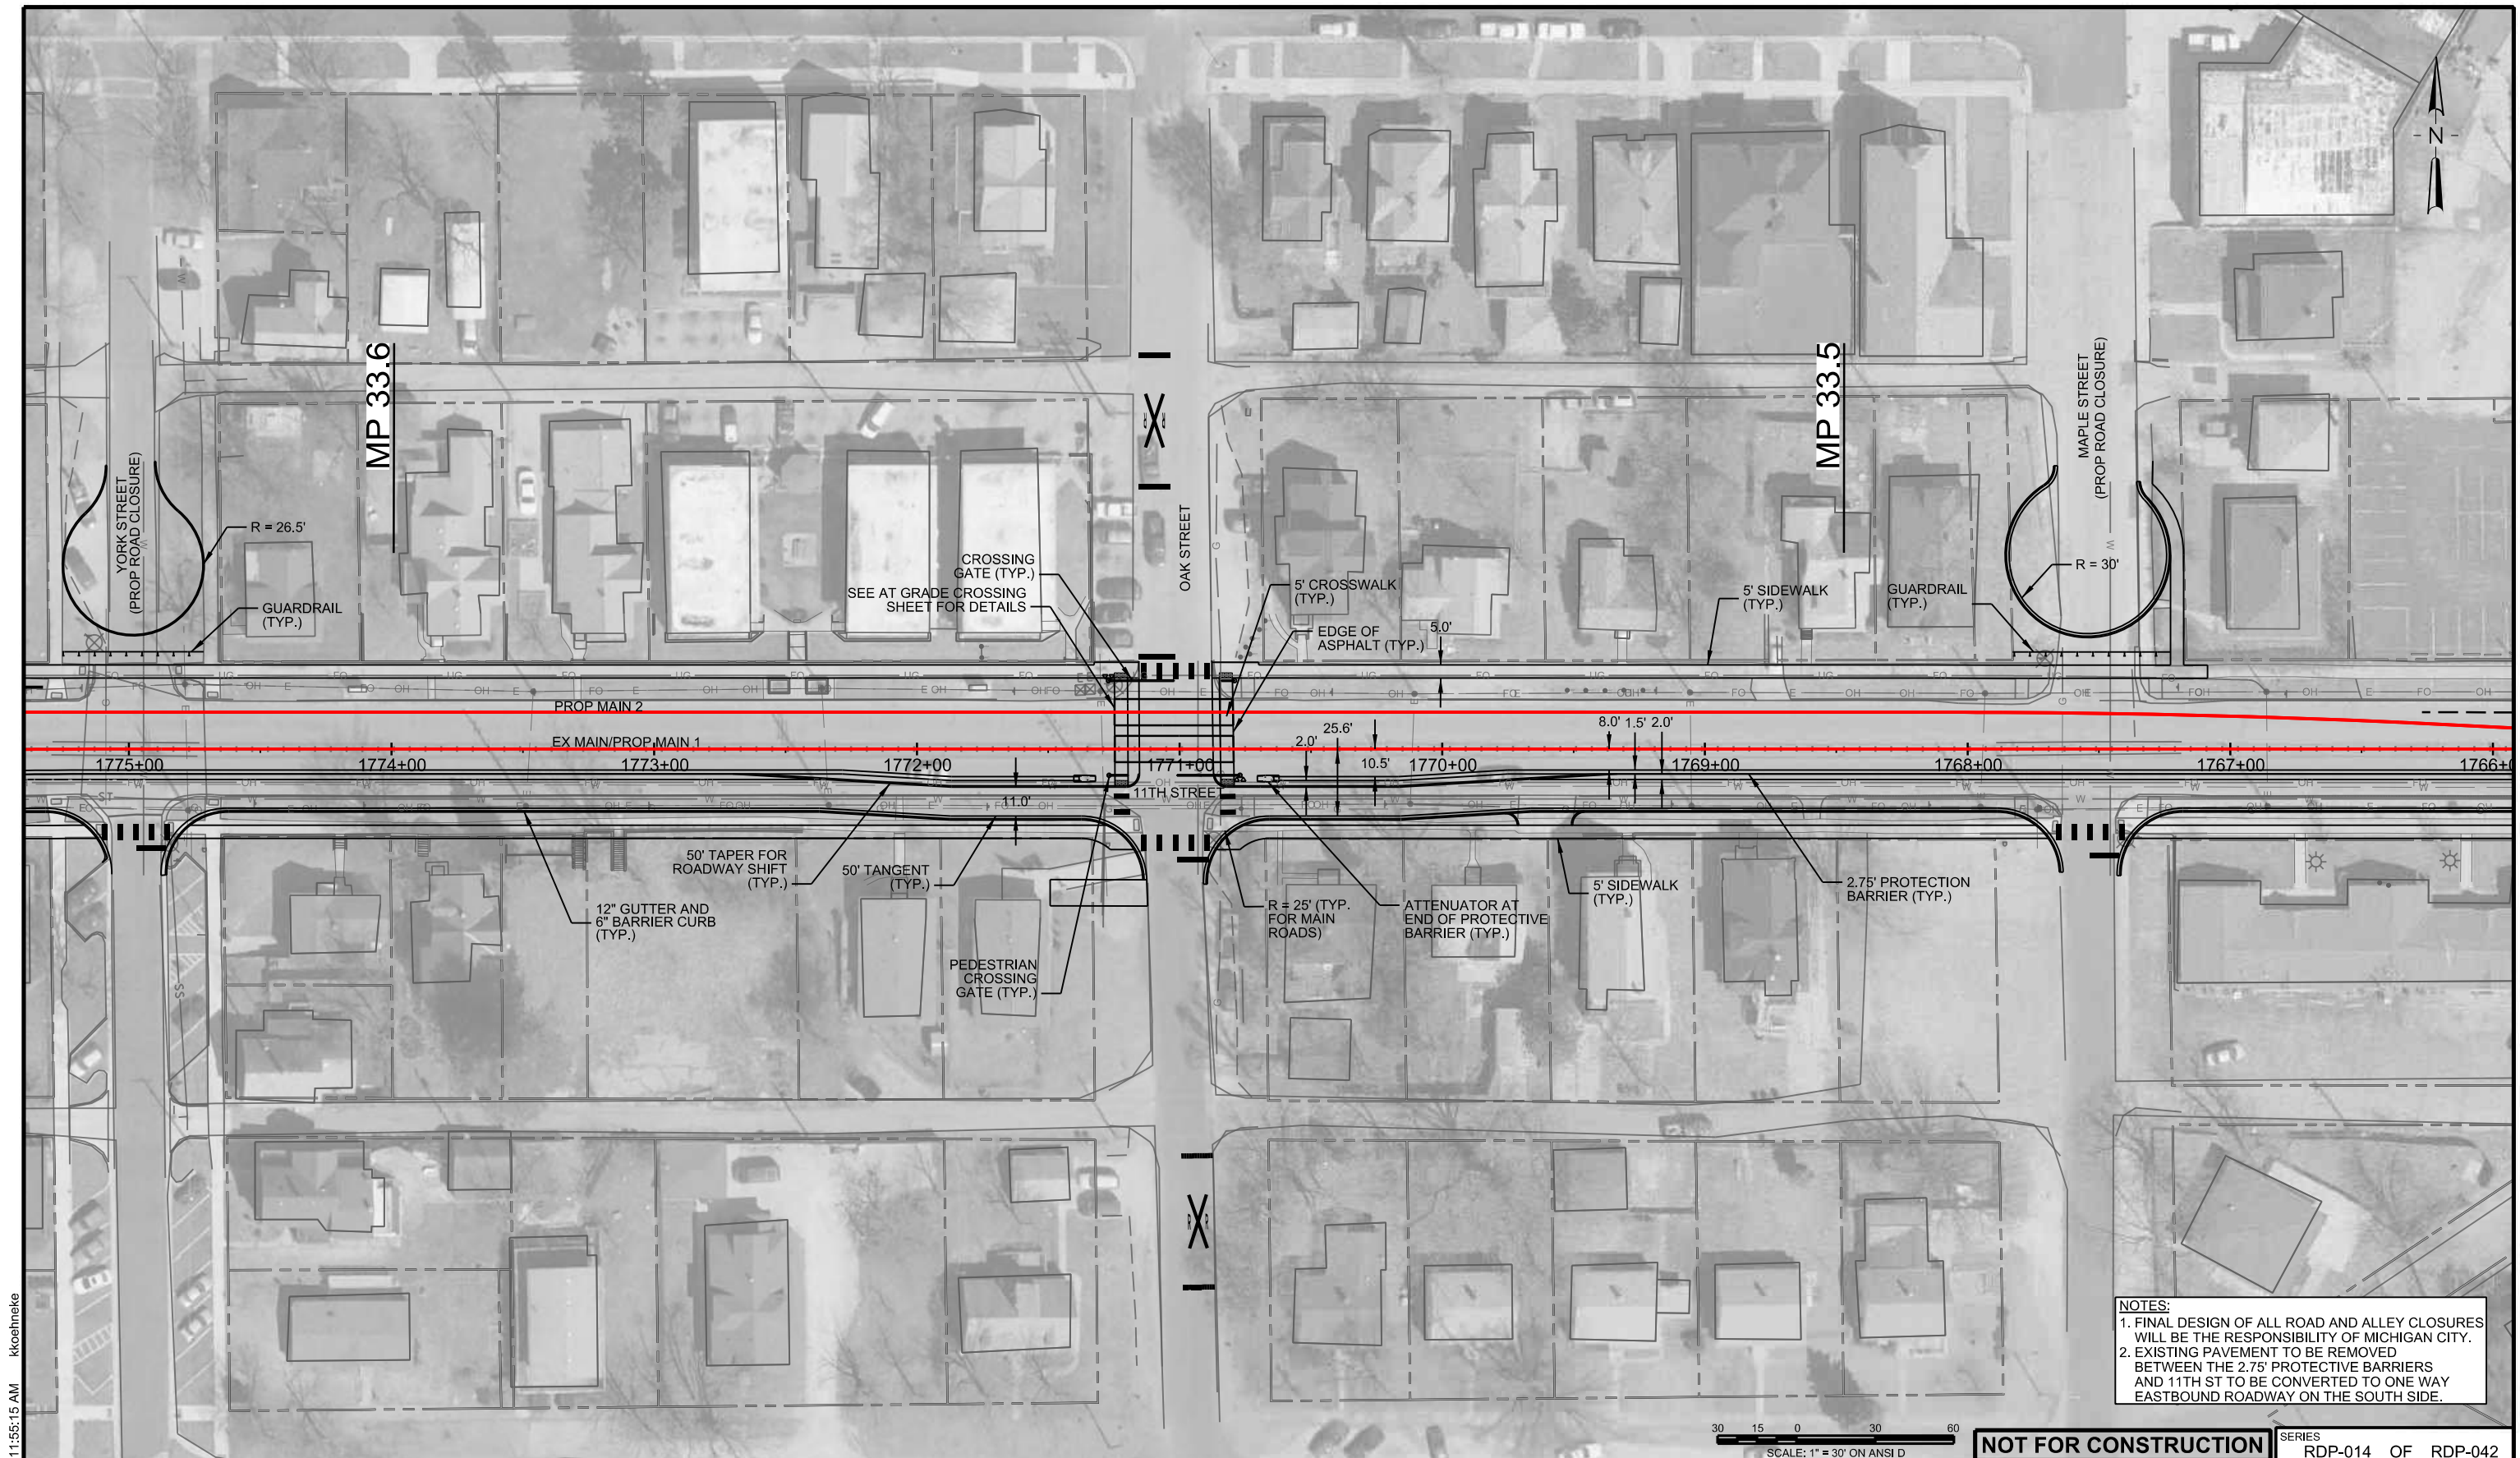 N
MP 33.6
MP 33.5
YORK STREET
(PROP ROAD CLOSURE)
R = 26.5'
GUARDRAIL
(TYP.)
CROSSING
GATE (TYP.)
SEE AT GRADE CROSSING
SHEET FOR DETAILS
OAK STREET
5' CROSSWALK
(TYP.)
EDGE OF
ASPHALT (TYP.)
5.0'
5' SIDEWALK
(TYP.)
GUARDRAIL
(TYP.)
MAPLE STREET
(PROP ROAD CLOSURE)
R = 30'
PROP MAIN 2
EX MAIN/PROP MAIN 1
1775+00
1774+00
1773+00
1772+00
1771+00
1770+00
1769+00
1768+00
1767+00
1766+0
2.0'
25.6'
10.5'
8.0'
1.5'
2.0'
11TH STREET
11.0'
50' TAPER FOR
ROADWAY SHIFT
(TYP.)
50' TANGENT
(TYP.)
12" GUTTER AND
6" BARRIER CURB
(TYP.)
PEDESTRIAN
CROSSING
GATE (TYP.)
R = 25' (TYP.
FOR MAIN
ROADS)
ATTENUATOR AT
END OF PROTECTIVE
BARRIER (TYP.)
5' SIDEWALK
(TYP.)
2.75' PROTECTION
BARRIER (TYP.)
NOTES:
1. FINAL DESIGN OF ALL ROAD AND ALLEY CLOSURES
WILL BE THE RESPONSIBILITY OF MICHIGAN CITY.
2. EXISTING PAVEMENT TO BE REMOVED
BETWEEN THE 2.75' PROTECTIVE BARRIERS
AND 11TH ST TO BE CONVERTED TO ONE WAY
EASTBOUND ROADWAY ON THE SOUTH SIDE.
30 15 0 30 60
SCALE: 1" = 30' ON ANSI D
NOT FOR CONSTRUCTION
SERIES
RDP-014 OF RDP-042
11:55:15 AM kkoehneke